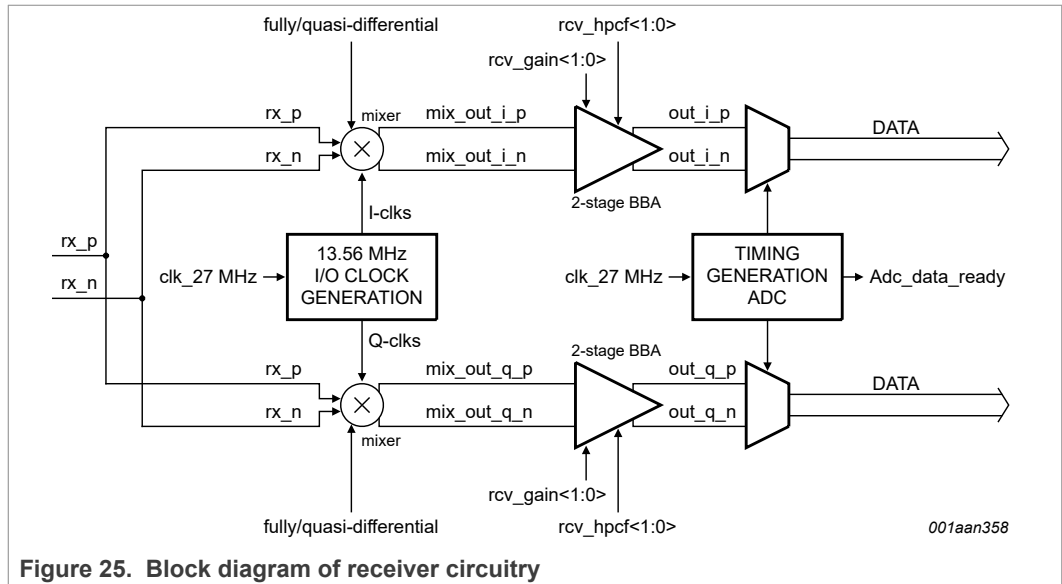 fully/quasi-differential
rcv_hpcf<1:0>
rcv_gain<1:0>
rx_p
mixer
mix_out_i_p
out_i_p
DATA
rx_n
mix_out_i_n
out_i_n
2-stage BBA
I-clks
rx_p
rx_n
clk_27 MHz
13.56 MHz
I/O CLOCK
GENERATION
clk_27 MHz
TIMING
GENERATION
ADC
Adc_data_ready
Q-clks
2-stage BBA
rx_p
mix_out_q_p
out_q_p
DATA
rx_n
mix_out_q_n
out_q_n
mixer
rcv_gain<1:0>
fully/quasi-differential
rcv_hpcf<1:0>
001aan358
Figure 25. Block diagram of receiver circuitry